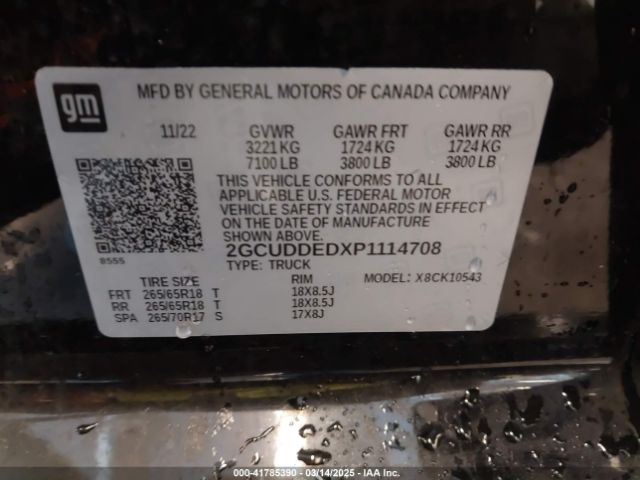 gm
MFD BY GENERAL MOTORS OF CANADA COMPANY
11/22 GVWR GAWR FRT GAWR RR
3221 KG 1724 KG 1724 KG
7100 LB 3800 LB 3800 LB
THIS VEHICLE CONFORMS TO ALL
APPLICABLE U.S. FEDERAL MOTOR
VEHICLE SAFETY STANDARDS IN EFFECT
ON THE DATE OF MANUFACTURE
SHOWN ABOVE.
2GCUDDEDXP1114708
8555
TYPE: TRUCK MODEL: X8CK10543
TIRE SIZE RIM
FRT 265/65R18 T 18X8.5J
RR 265/65R18 T 18X8.5J
SPA 265/70R17 S 17X8J
000-41785390 - 03/14/2025 - IAA Inc.